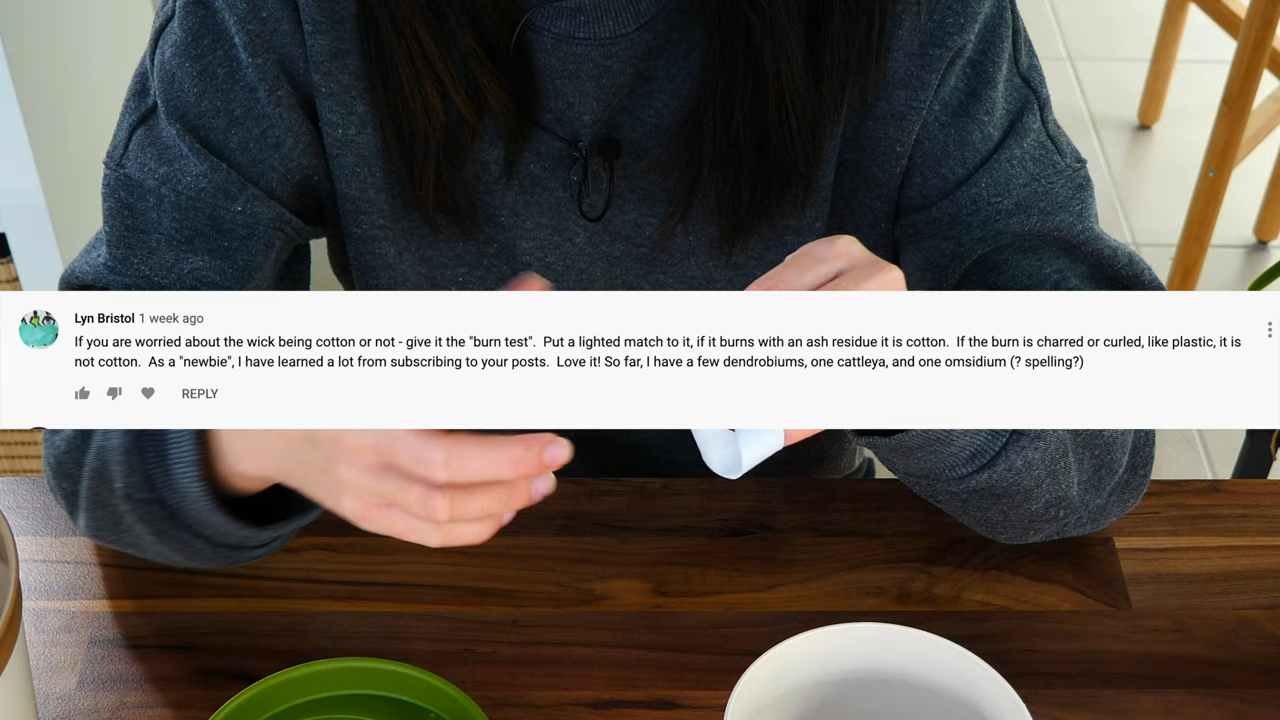 Lyn Bristol 1 week ago
If you are worried about the wick being cotton or not - give it the "burn test".  Put a lighted match to it, if it burns with an ash residue it is cotton.  If the burn is charred or curled, like plastic, it is
not cotton.  As a "newbie", I have learned a lot from subscribing to your posts.  Love it! So far, I have a few dendrobiums, one cattleya, and one omsidium (? spelling?)
REPLY